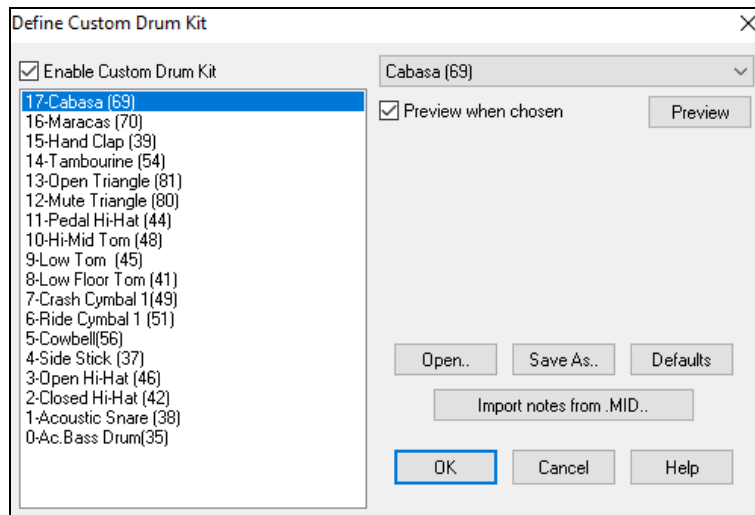 Define Custom Drum Kit
Enable Custom Drum Kit
17-Cabasa (69)
16-Maracas (70)
15-Hand Clap (39)
14-Tambourine (54)
13-Open Triangle (81)
12-Mute Triangle (80)
11-Pedal Hi-Hat (44)
10-Hi-Mid Tom (48)
9-Low Tom  (45)
8-Low Floor Tom (41)
7-Crash Cymbal 1(49)
6-Ride Cymbal 1 (51)
5-Cowbell(56)
4-Side Stick (37)
3-Open Hi-Hat (46)
2-Closed Hi-Hat (42)
1-Acoustic Snare (38)
0-Ac.Bass Drum(35)
Cabasa (69)
Preview when chosen
Preview
Open..
Save As..
Defaults
Import notes from .MID..
OK
Cancel
Help